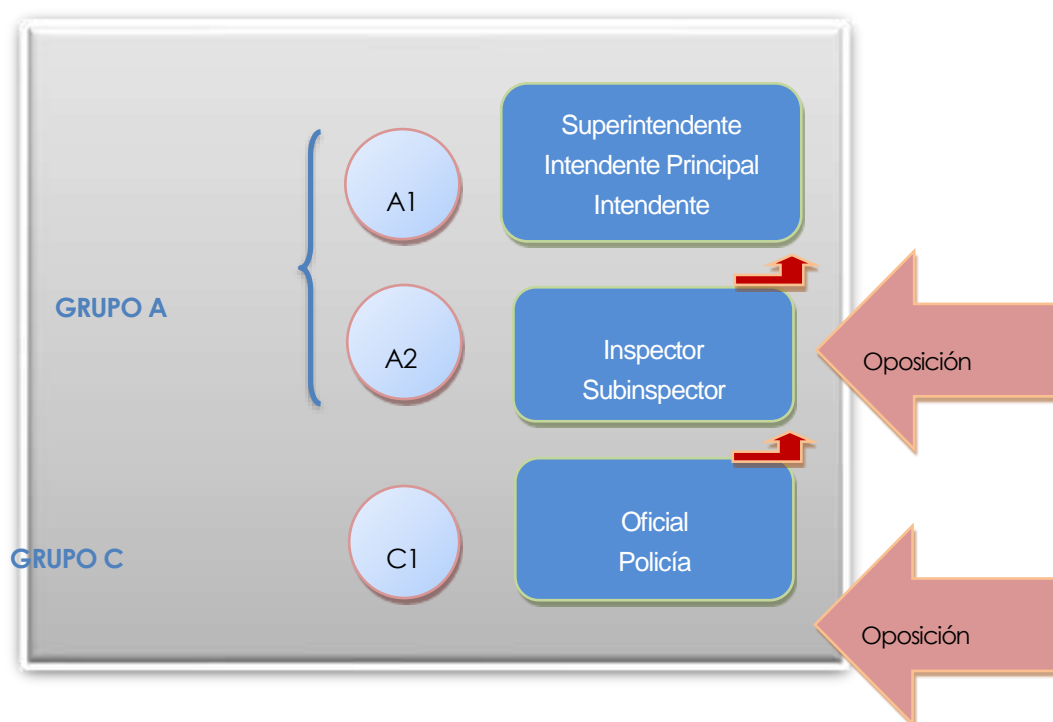 Superintendente
Intendente Principal
Intendente
A1
GRUPO A
A2
Inspector
Subinspector
Oposición
GRUPO C
C1
Oficial
Policía
Oposición